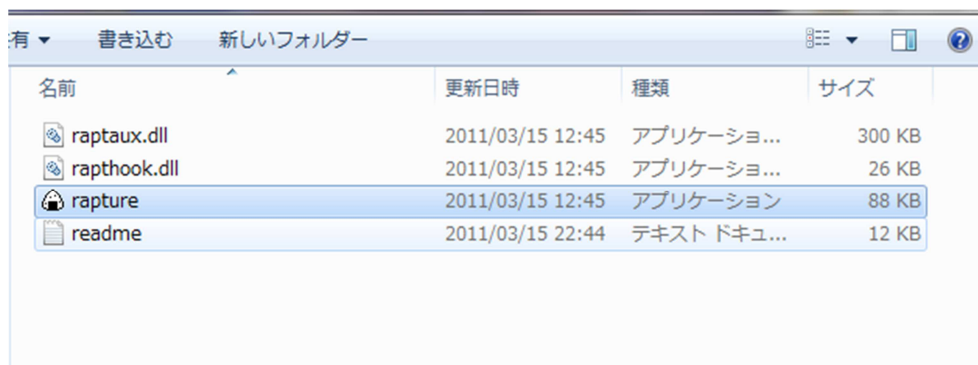 有 書き込む 新しいフォルダー
名前 更新日時 種類 サイズ
raptaux.dll 2011/03/15 12:45 アプリケーショ... 300 KB
rapthook.dll 2011/03/15 12:45 アプリケーショ... 26 KB
rapture 2011/03/15 12:45 アプリケーション 88 KB
readme 2011/03/15 22:44 テキスト ドキュ... 12 KB